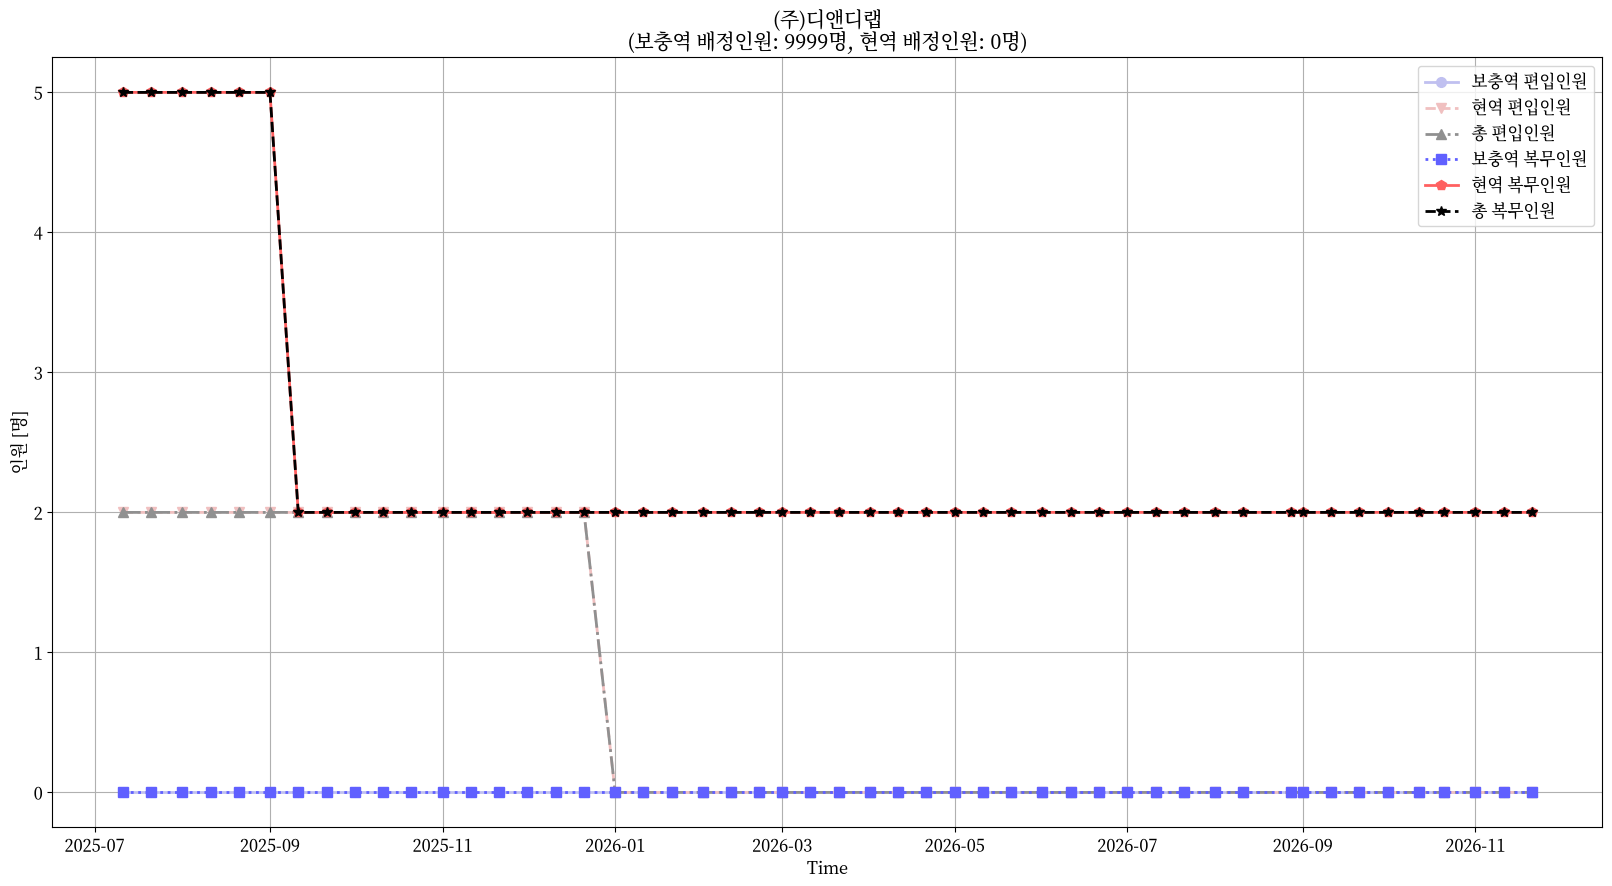 (주)디앤디랩
(보충역 배정인원: 9999명, 현역 배정인원: 0명)
보충역 편입인원
현역 편입인원
총 편입인원
보충역 복무인원
현역 복무인원
총 복무인원
인원 [명]
5
4
3
2
1
0
2025-07
2025-09
2025-11
2026-01
2026-03
2026-05
2026-07
2026-09
2026-11
Time